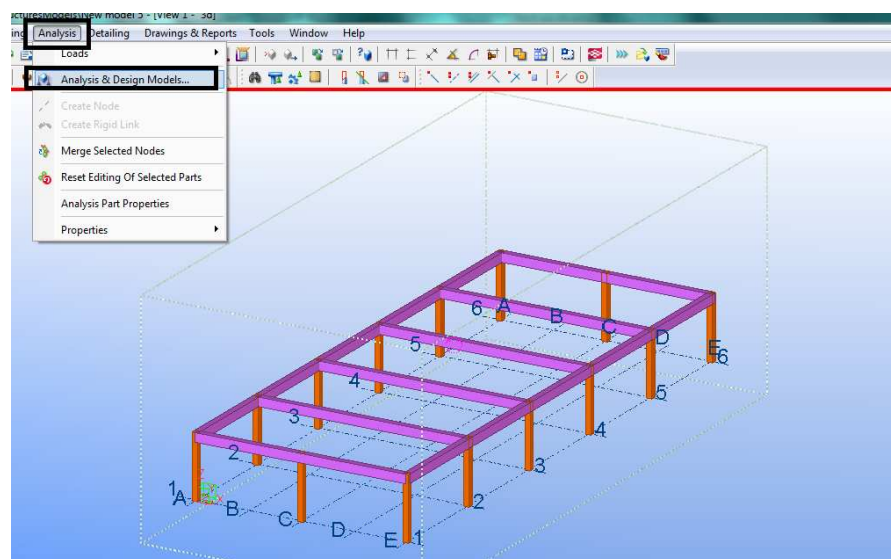 ucturesModels\New model 5 - [View 1 - 3d]
ng Analysis Detailing Drawings & Reports Tools Window Help
Loads
Analysis & Design Models...
Create Node
Create Rigid Link
Merge Selected Nodes
Reset Editing Of Selected Parts
Analysis Part Properties
Properties
6 A B C D E 6
5 5
4 4
3 3
2 2
1 A B C D E 1